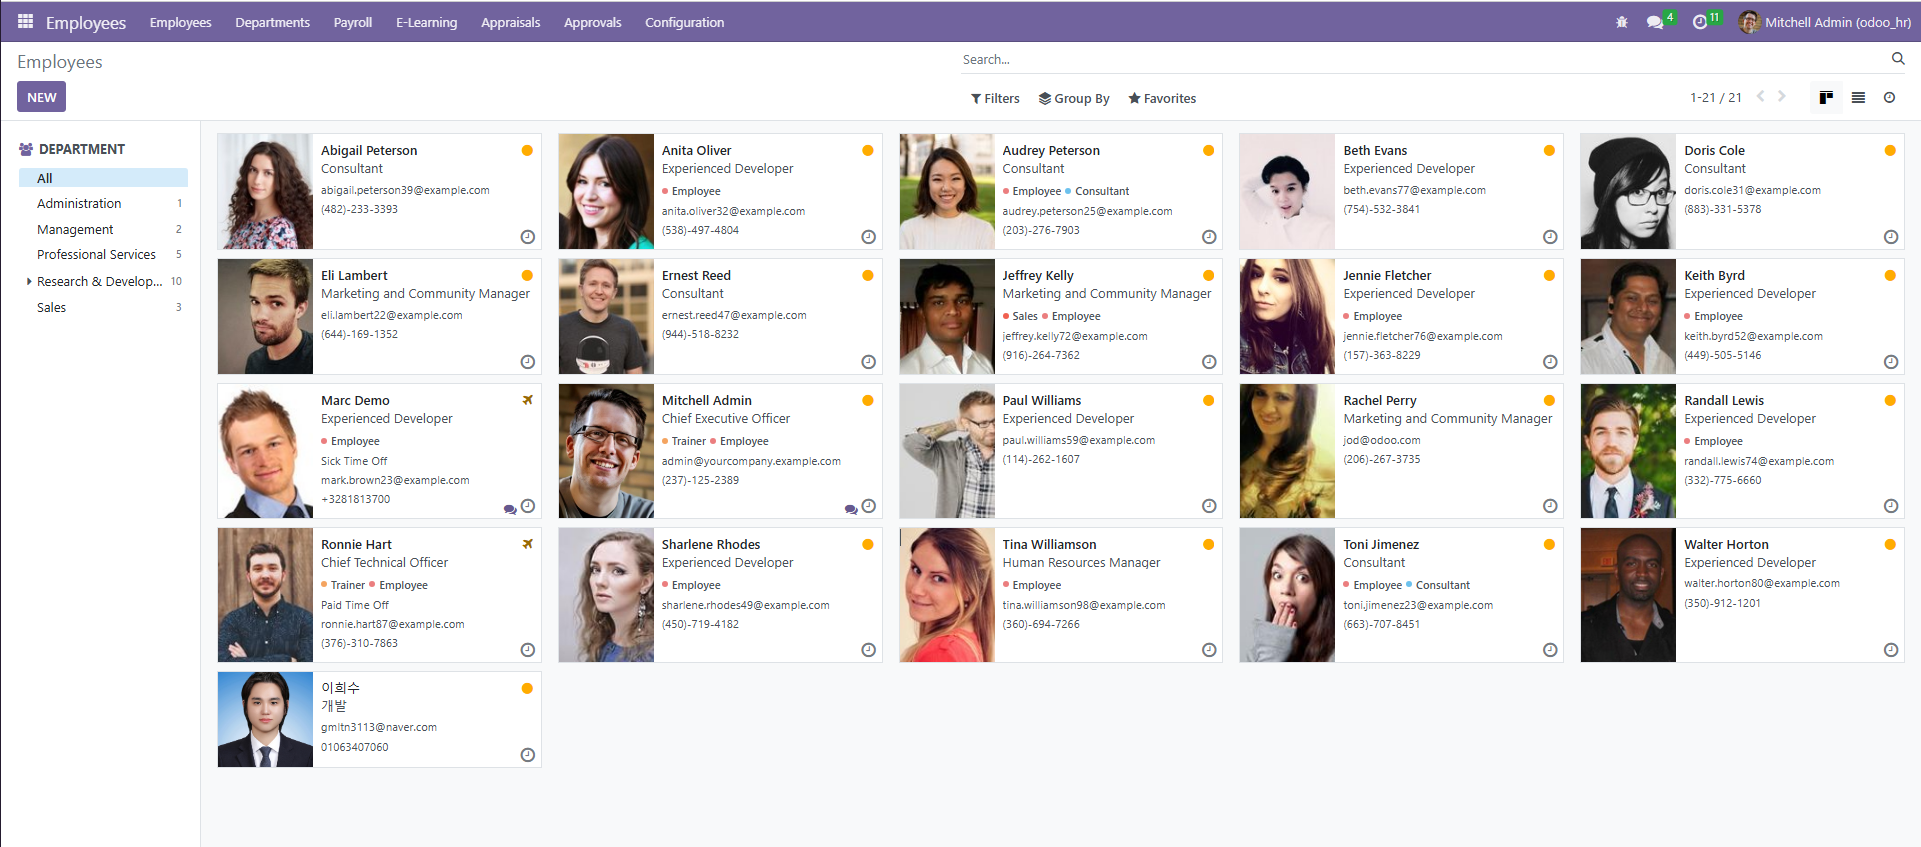 Employees Employees Departments Payroll E-Learning Appraisals Approvals Configuration 4 11 Mitchell Admin (odoo_hr)
Employees
Search...
NEW
Filters Group By Favorites
1-21 / 21
DEPARTMENT
All
Administration 1
Management 2
Professional Services 5
Research & Develop... 10
Sales 3
Abigail Peterson
Consultant
abigail.peterson39@example.com
(482)-233-3393
Anita Oliver
Experienced Developer
Employee
anita.oliver32@example.com
(538)-497-4804
Audrey Peterson
Consultant
Employee Consultant
audrey.peterson25@example.com
(203)-276-7903
Beth Evans
Experienced Developer
beth.evans77@example.com
(754)-532-3841
Doris Cole
Consultant
doris.cole31@example.com
(883)-331-5378
Eli Lambert
Marketing and Community Manager
eli.lambert22@example.com
(644)-169-1352
Ernest Reed
Consultant
ernest.reed47@example.com
(944)-518-8232
Jeffrey Kelly
Marketing and Community Manager
Sales Employee
jeffrey.kelly72@example.com
(916)-264-7362
Jennie Fletcher
Experienced Developer
Employee
jennie.fletcher76@example.com
(157)-363-8229
Keith Byrd
Experienced Developer
Employee
keith.byrd52@example.com
(449)-505-5146
Marc Demo
Experienced Developer
Employee
Sick Time Off
mark.brown23@example.com
+3281813700
Mitchell Admin
Chief Executive Officer
Trainer Employee
admin@yourcompany.example.com
(237)-125-2389
Paul Williams
Experienced Developer
paul.williams59@example.com
(114)-262-1607
Rachel Perry
Marketing and Community Manager
jod@odoo.com
(206)-267-3735
Randall Lewis
Experienced Developer
Employee
randall.lewis74@example.com
(332)-775-6660
Ronnie Hart
Chief Technical Officer
Trainer Employee
Paid Time Off
ronnie.hart87@example.com
(376)-310-7863
Sharlene Rhodes
Experienced Developer
Employee
sharlene.rhodes49@example.com
(450)-719-4182
Tina Williamson
Human Resources Manager
Employee
tina.williamson98@example.com
(360)-694-7266
Toni Jimenez
Consultant
Employee Consultant
toni.jimenez23@example.com
(663)-707-8451
Walter Horton
Experienced Developer
walter.horton80@example.com
(350)-912-1201
이희수
개발
gmltn3113@naver.com
01063407060